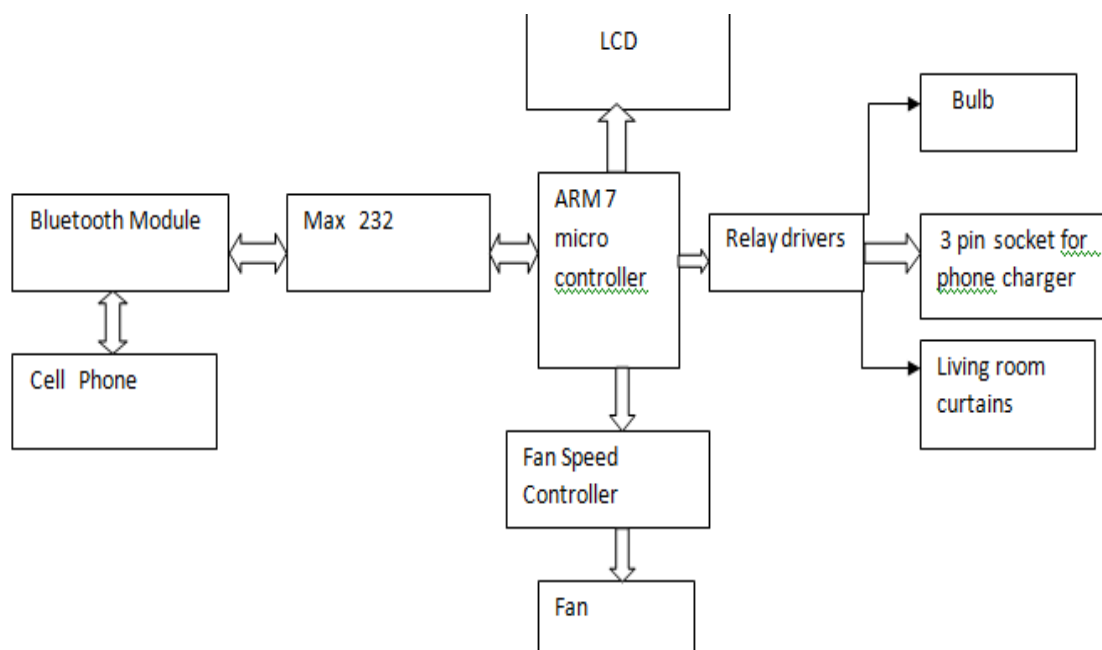 LCD
Bulb
Bluetooth Module
Max 232
ARM 7
micro
controller
Relay drivers
3 pin socket for
phone charger
Cell Phone
Living room
curtains
Fan Speed
Controller
Fan